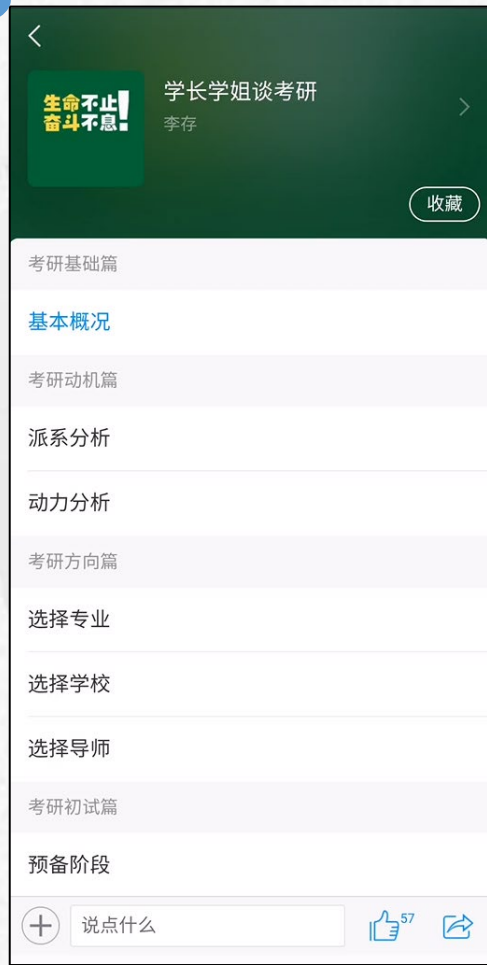 生命不止
奋斗不息
学长学姐谈考研
李存
收藏
考研基础篇
基本概况
考研动机篇
派系分析
动力分析
考研方向篇
选择专业
选择学校
选择导师
考研初试篇
预备阶段
说点什么
57